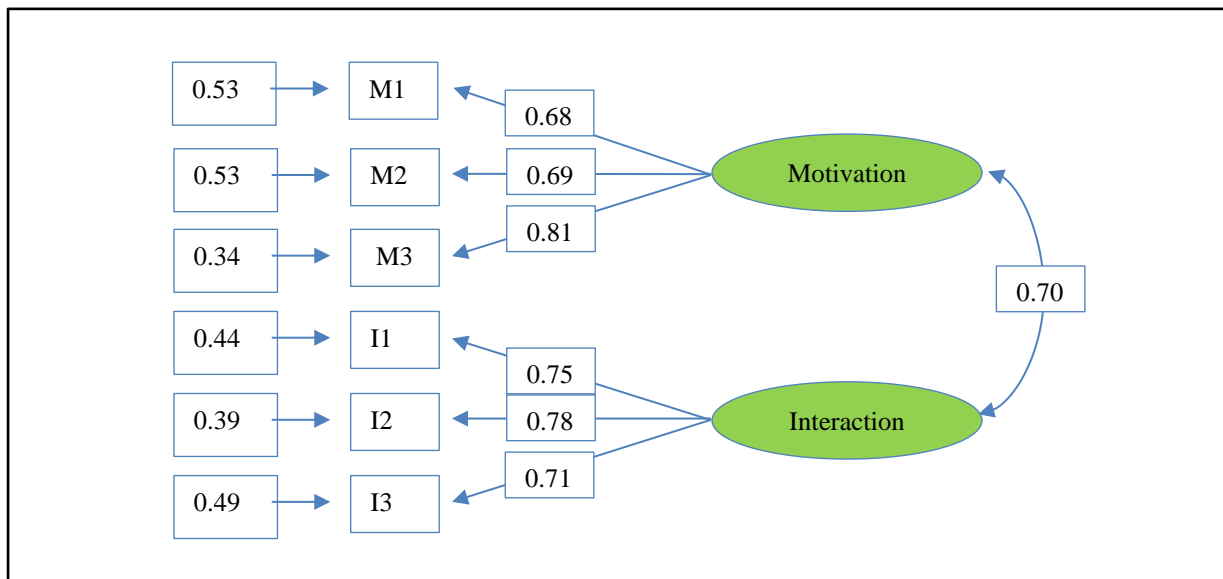 0.53 M1 0.68
0.53 M2 0.69 Motivation
0.34 M3 0.81
0.70
0.44 I1 0.75
0.39 I2 0.78 Interaction
0.49 I3 0.71